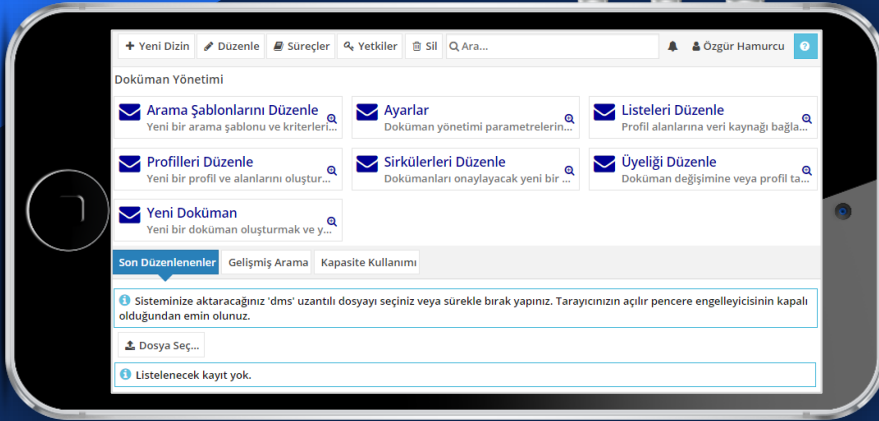 Yeni Dizin Düzenle Süreçler Yetkiler Sil Ara... Özgür Hamurcu ?
Doküman Yönetimi
Arama Şablonlarını Düzenle
Yeni bir arama şablonu ve kriterleri...
Ayarlar
Doküman yönetimi parametrelerin...
Listeleri Düzenle
Profil alanlarına veri kaynağı bağla...
Profilleri Düzenle
Yeni bir profil ve alanlarını oluştur...
Sirkülerleri Düzenle
Dokümanları onaylayacak yeni bir ...
Üyeliği Düzenle
Doküman değişimine veya profil ta...
Yeni Doküman
Yeni bir doküman oluşturmak ve y...
Son Düzenlenenler Gelişmiş Arama Kapasite Kullanımı
Sisteminize aktaracağınız 'dms' uzantılı dosyayı seçiniz veya sürekle bırak yapınız. Tarayıcınızın açılır pencere engelleyicisinin kapalı
olduğundan emin olunuz.
Dosya Seç...
Listelenecek kayıt yok.